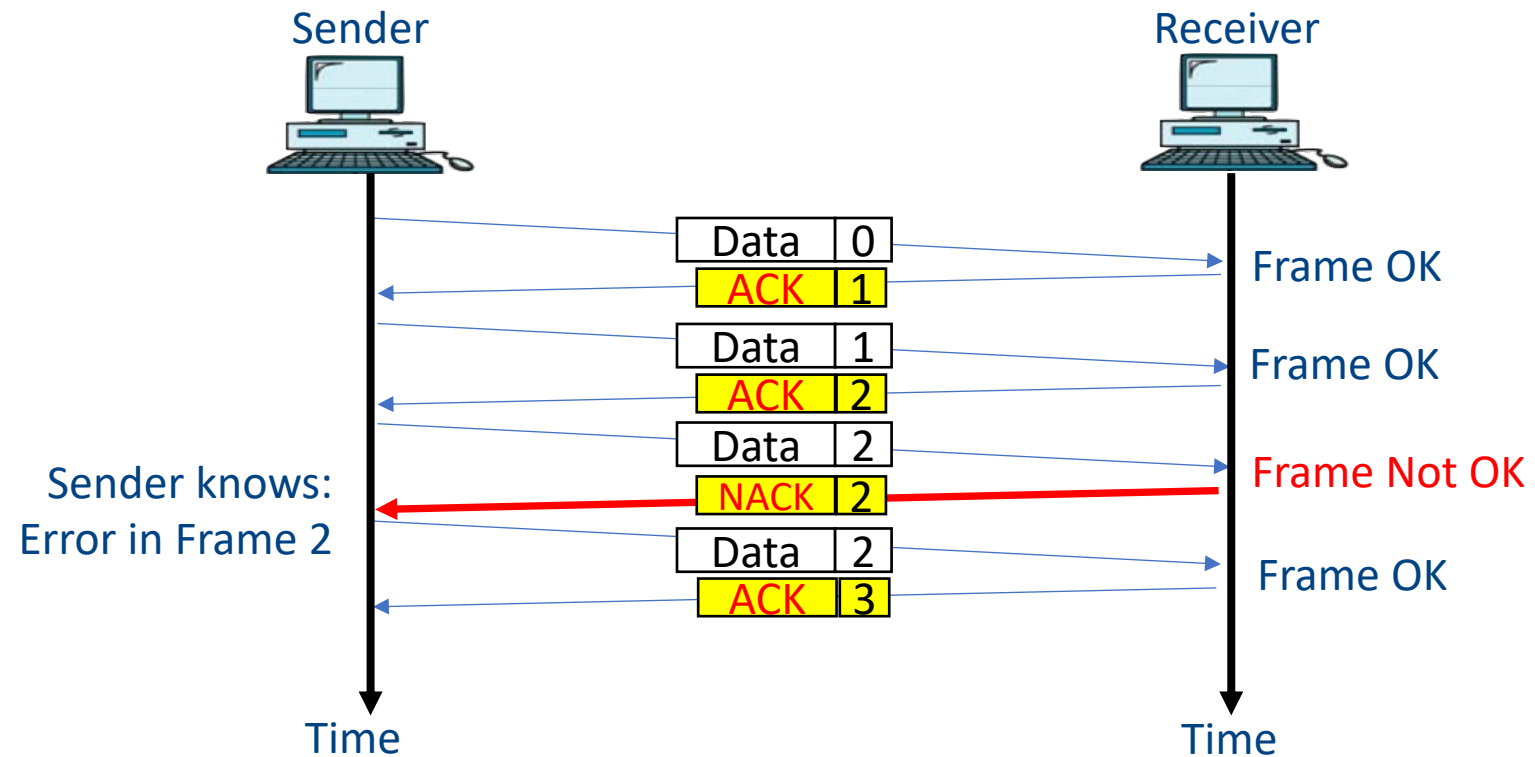 Sender
Receiver
Data 0
Frame OK
ACK 1
Data 1
Frame OK
ACK 2
Data 2
Sender knows:
Error in Frame 2
Frame Not OK
NACK 2
Data 2
Frame OK
ACK 3
Time
Time